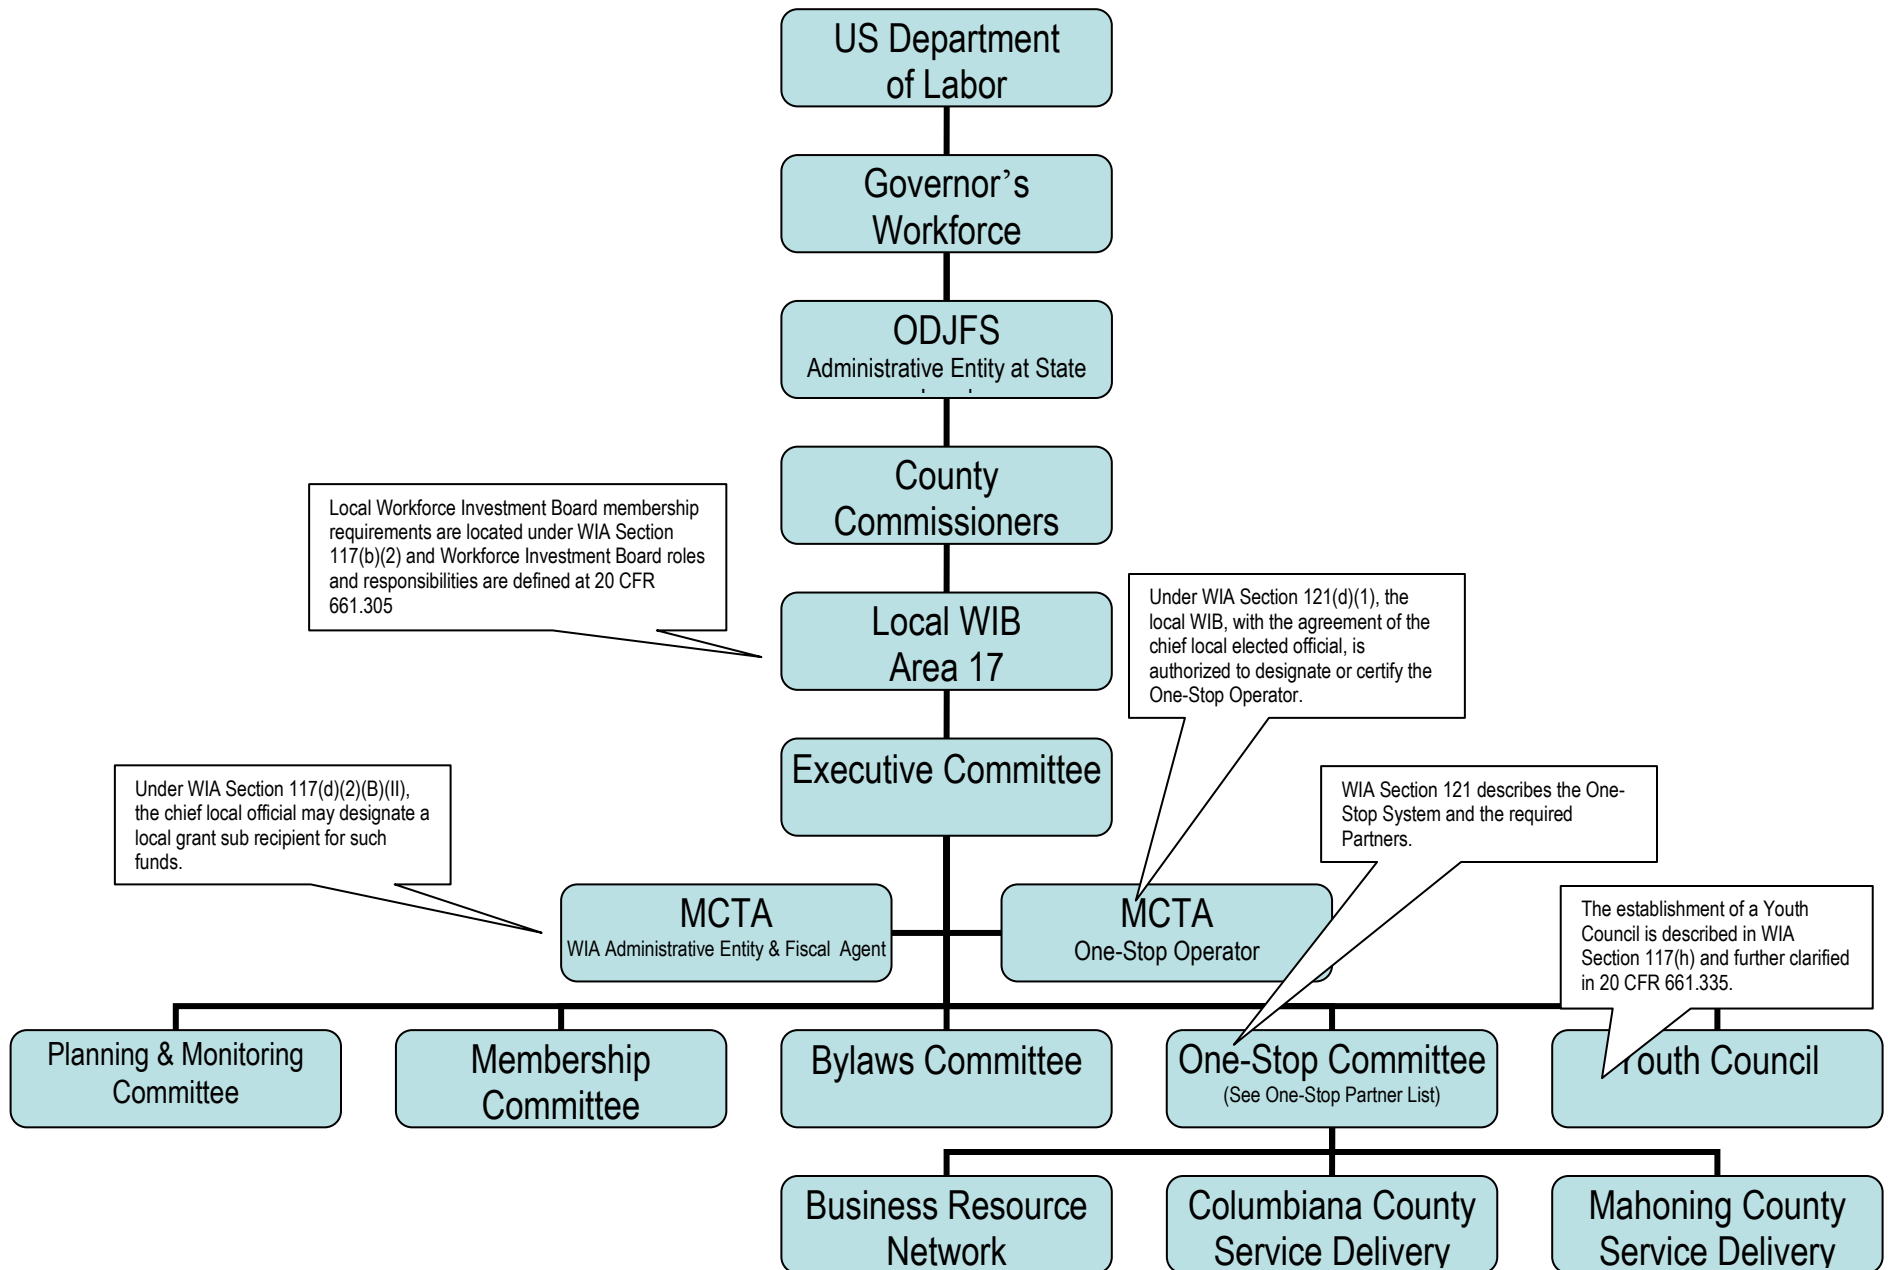 US Department
of Labor
Governor’s
Workforce
ODJFS
Administrative Entity at State
County
Commissioners
Local Workforce Investment Board membership
requirements are located under WIA Section
117(b)(2) and Workforce Investment Board roles
and responsibilities are defined at 20 CFR
661.305
Local WIB
Area 17
Under WIA Section 121(d)(1), the
local WIB, with the agreement of the
chief local elected official, is
authorized to designate or certify the
One-Stop Operator.
Executive Committee
Under WIA Section 117(d)(2)(B)(II),
the chief local official may designate a
local grant sub recipient for such
funds.
WIA Section 121 describes the One-
Stop System and the required
Partners.
MCTA
WIA Administrative Entity & Fiscal Agent
MCTA
One-Stop Operator
The establishment of a Youth
Council is described in WIA
Section 117(h) and further clarified
in 20 CFR 661.335.
Planning & Monitoring
Committee
Membership
Committee
Bylaws Committee
One-Stop Committee
(See One-Stop Partner List)
Youth Council
Business Resource
Network
Columbiana County
Service Delivery
Mahoning County
Service Delivery